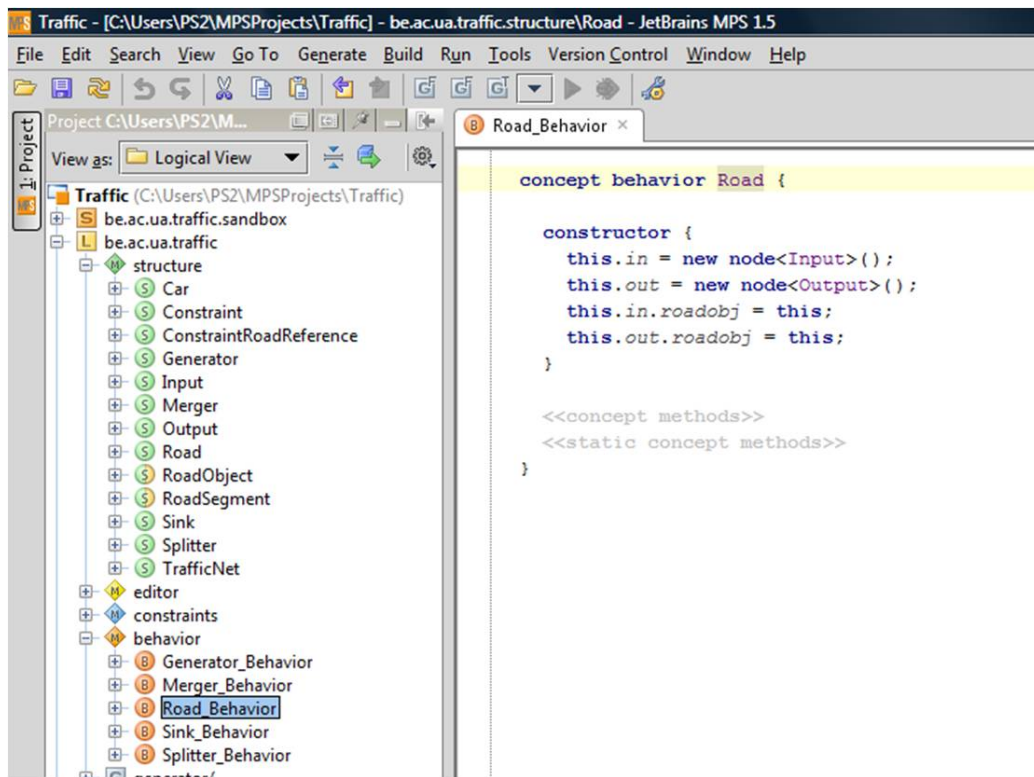 Traffic - [C:\Users\PS2\MPSProjects\Traffic] - be.ac.ua.traffic.structure\Road - JetBrains MPS 1.5
File Edit Search View Go To Generate Build Run Tools Version Control Window Help
1: Project
Project C:\Users\PS2\M...
View as: Logical View
Traffic (C:\Users\PS2\MPSProjects\Traffic)
be.ac.ua.traffic.sandbox
be.ac.ua.traffic
structure
Car
Constraint
ConstraintRoadReference
Generator
Input
Merger
Output
Road
RoadObject
RoadSegment
Sink
Splitter
TrafficNet
editor
constraints
behavior
Generator_Behavior
Merger_Behavior
Road_Behavior
Sink_Behavior
Splitter_Behavior
generator/
Road_Behavior
concept behavior Road {
constructor {
this.in = new node<Input>();
this.out = new node<Output>();
this.in.roadobj = this;
this.out.roadobj = this;
}
<<concept methods>>
<<static concept methods>>
}